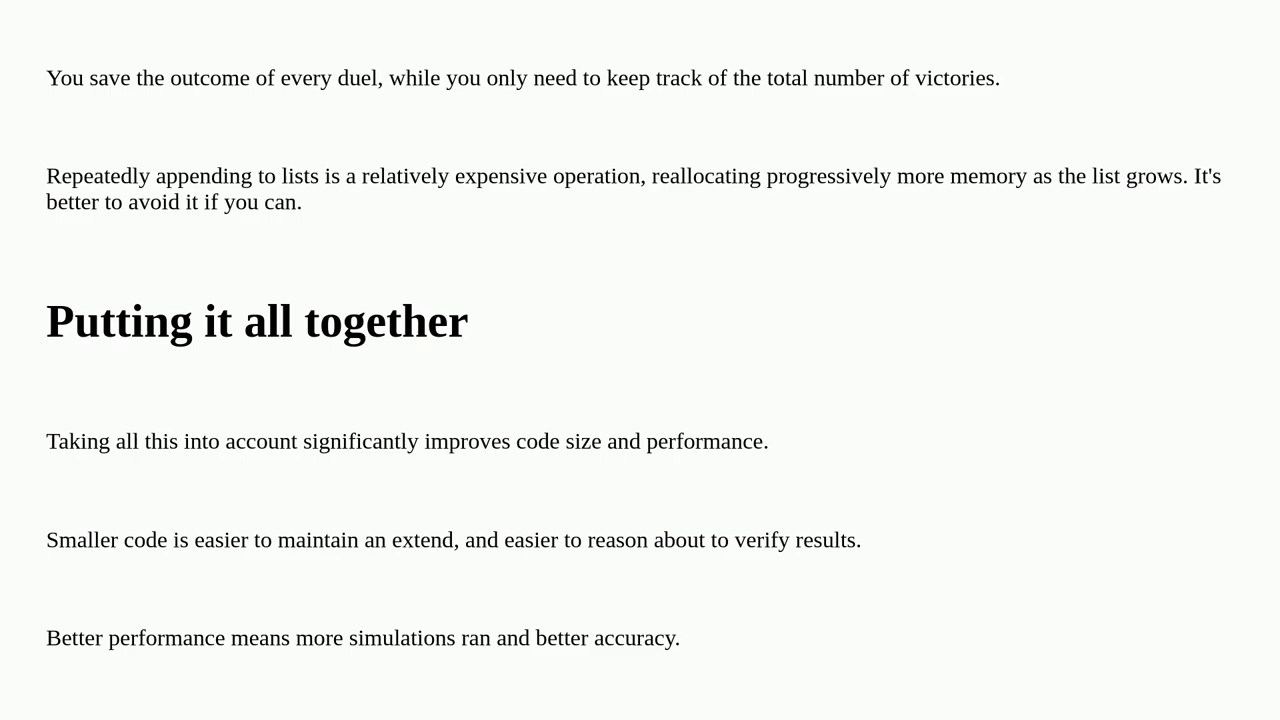 You save the outcome of every duel, while you only need to keep track of the total number of victories.
Repeatedly appending to lists is a relatively expensive operation, reallocating progressively more memory as the list grows. It's
better to avoid it if you can.
Putting it all together
Taking all this into account significantly improves code size and performance.
Smaller code is easier to maintain an extend, and easier to reason about to verify results.
Better performance means more simulations ran and better accuracy.